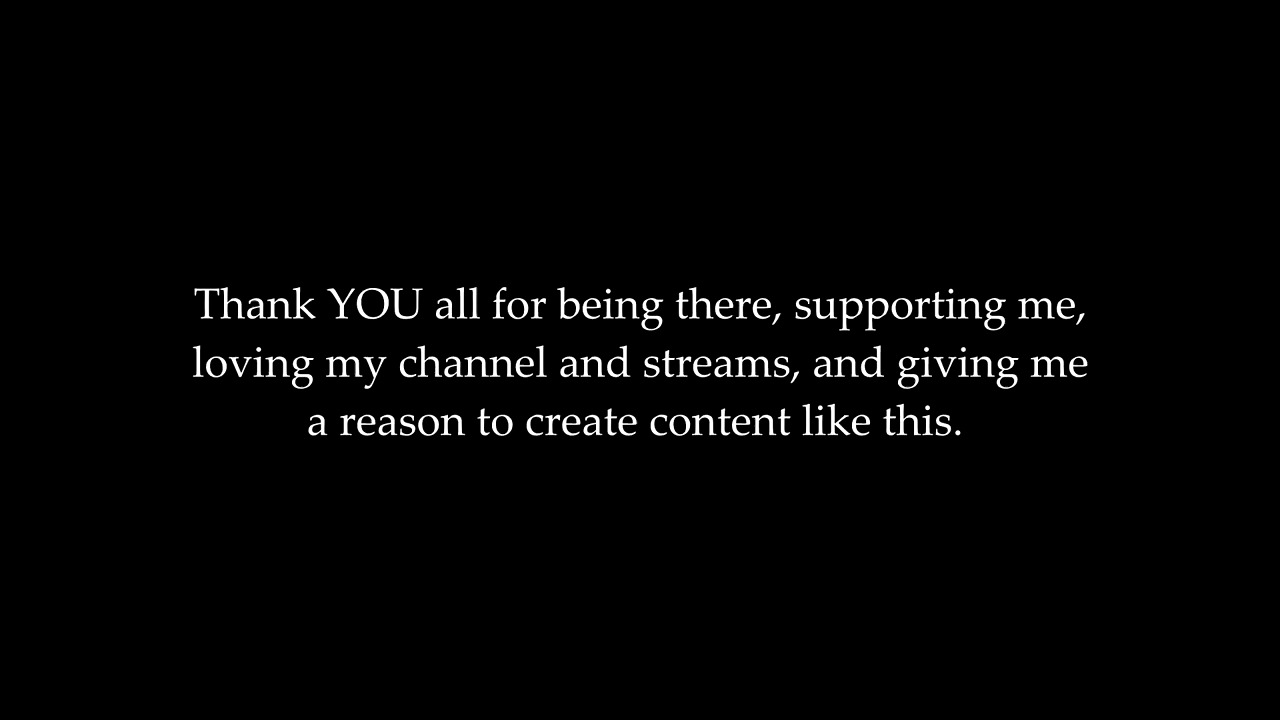 Thank YOU all for being there, supporting me,
loving my channel and streams, and giving me
a reason to create content like this.